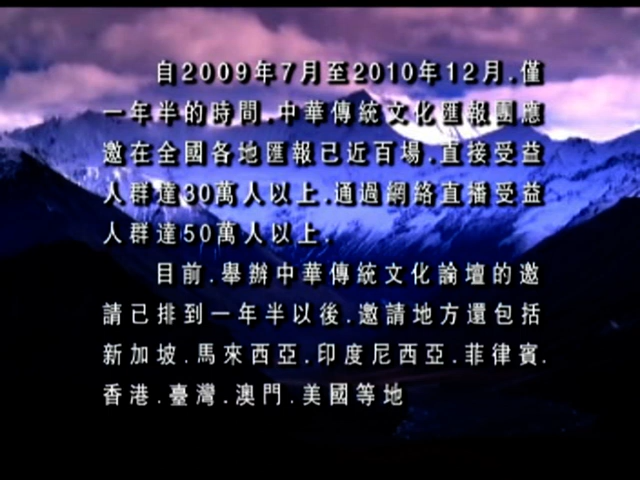 自2009年7月至2010年12月.僅
一年半的時間.中華傳統文化匯報團應
邀在全國各地匯報已近百場.直接受益
人群達30萬人以上.通過網絡直播受益
人群達50萬人以上.
目前.舉辦中華傳統文化論壇的邀
請已排到一年半以後.邀請地方還包括
新加坡.馬來西亞.印度尼西亞.菲律賓.
香港.臺灣.澳門.美國等地